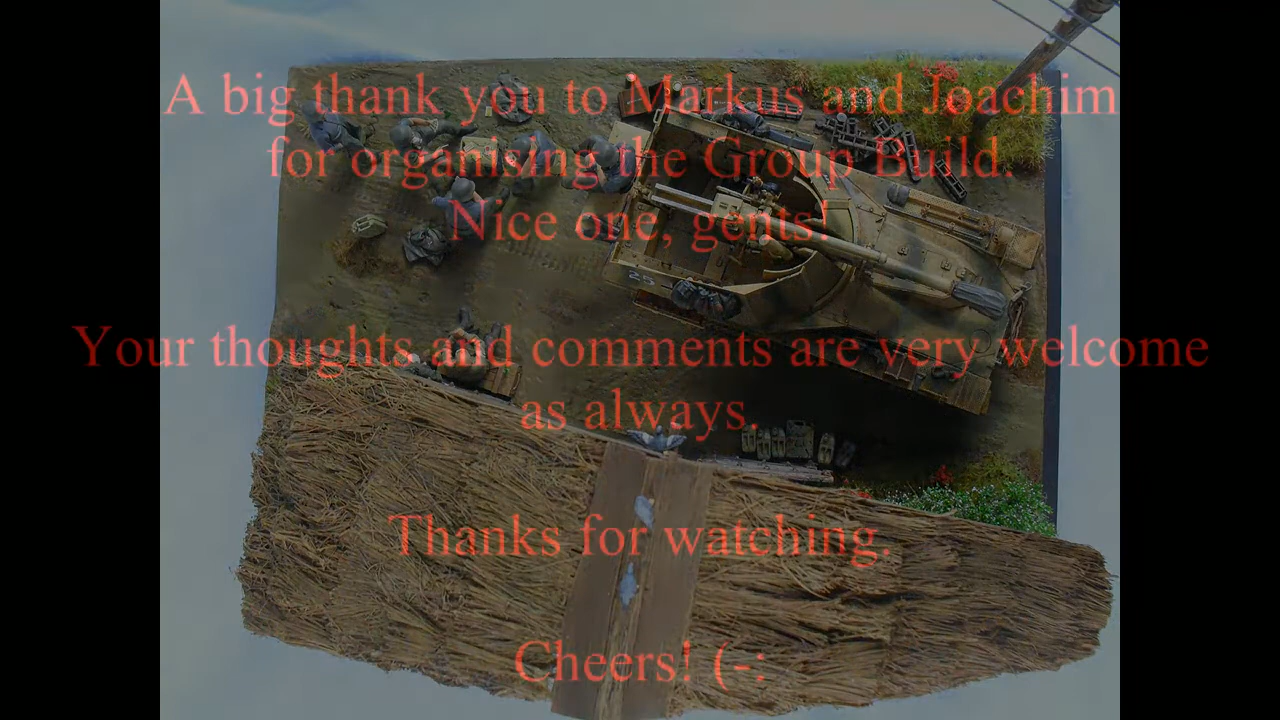 A big thank you to Markus and Joachim
for organising the Group Build.
Nice one, gents!
Your thoughts and comments are very welcome
as always.
Thanks for watching.
Cheers! (-:
25